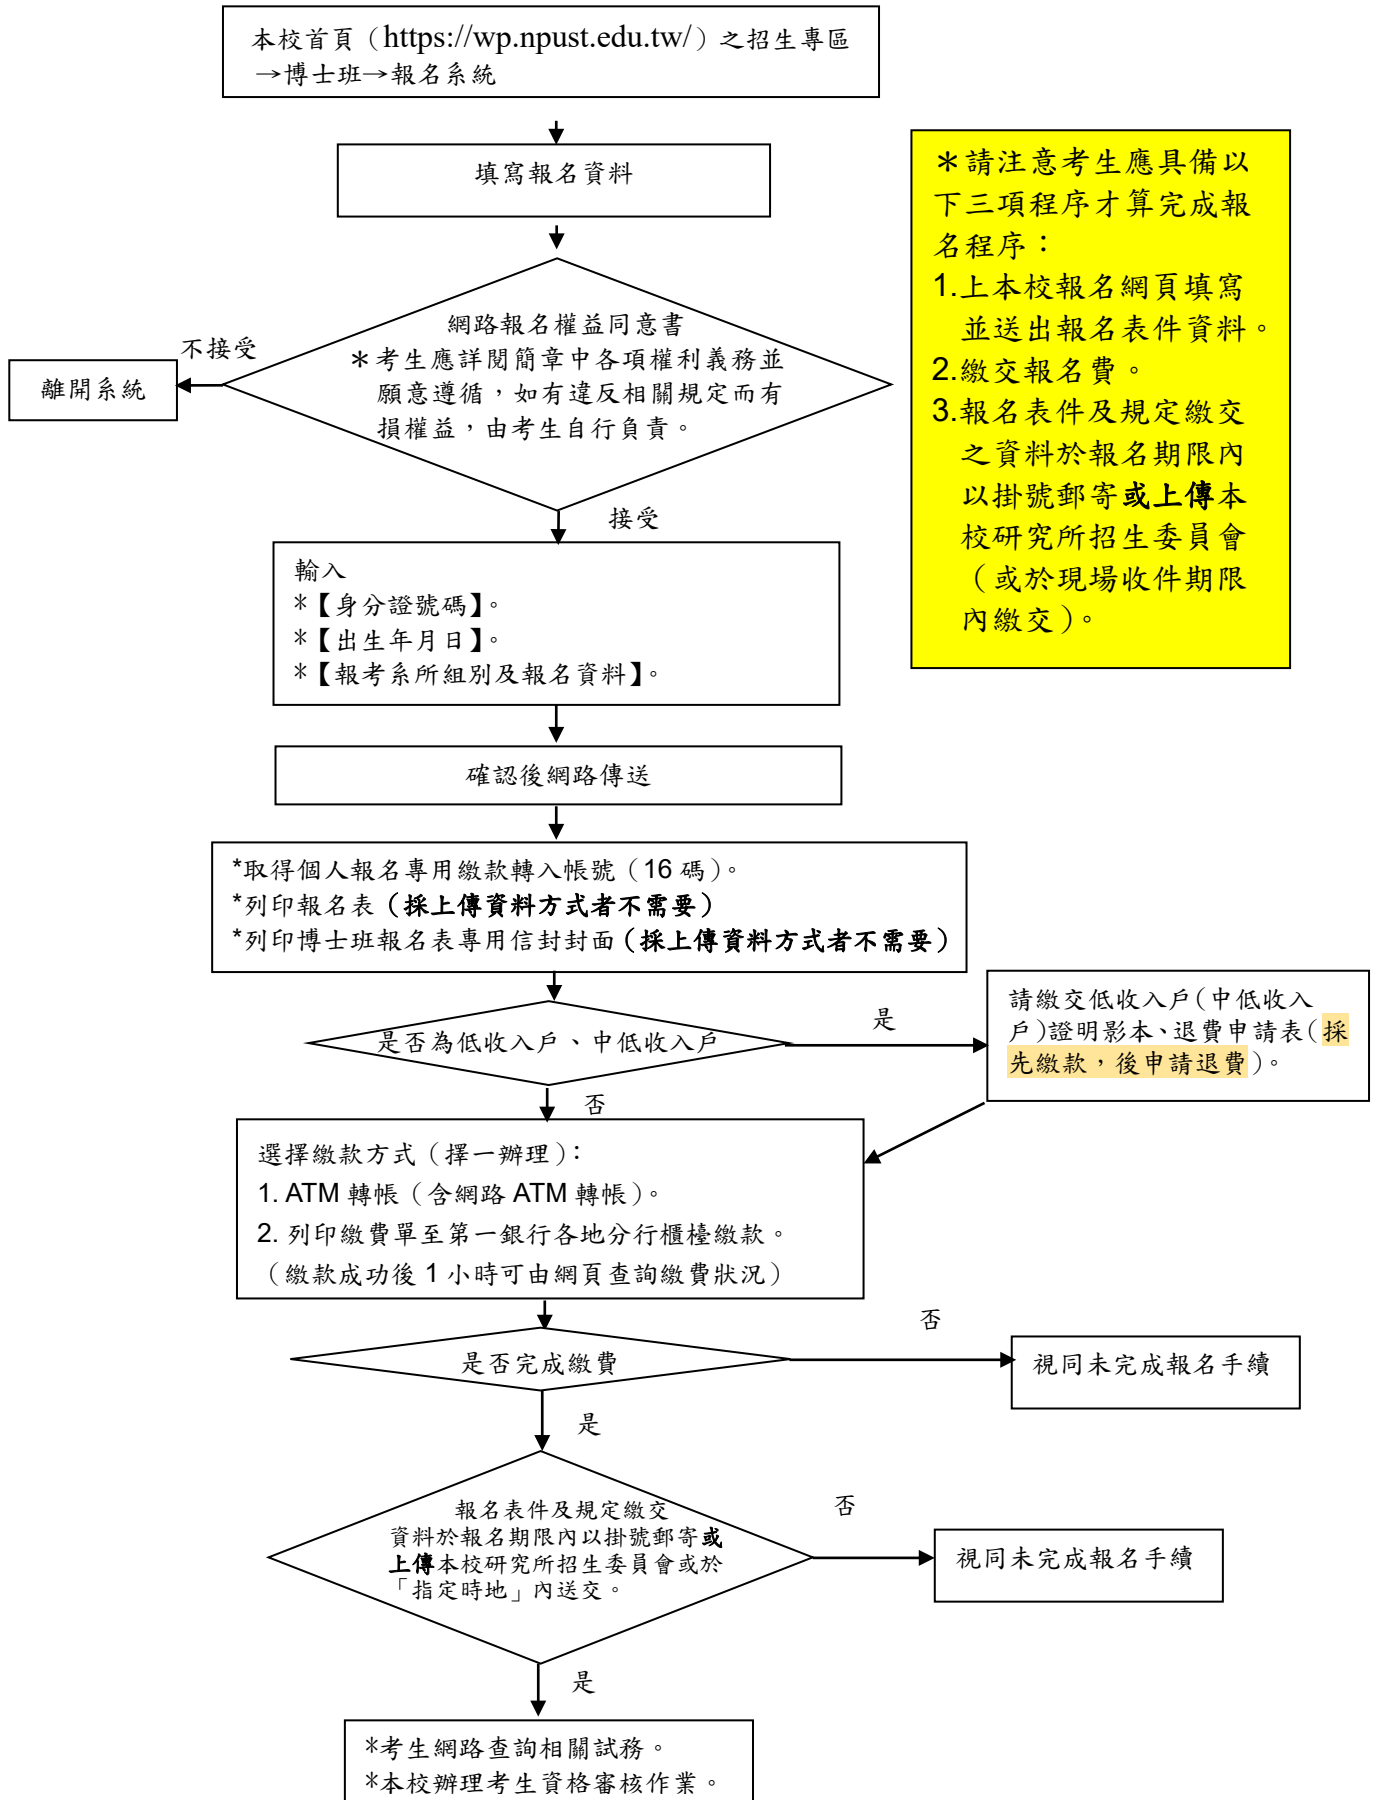 本校首頁（https://wp.npust.edu.tw/）之招生專區
→博士班→報名系統
填寫報名資料
＊請注意考生應具備以
下三項程序才算完成報
名程序：
1.上本校報名網頁填寫
並送出報名表件資料。
2.繳交報名費。
3.報名表件及規定繳交
之資料於報名期限內
以掛號郵寄或上傳本
校研究所招生委員會
（或於現場收件期限
內繳交）。
網路報名權益同意書
＊考生應詳閱簡章中各項權利義務並
願意遵循，如有違反相關規定而有
損權益，由考生自行負責。
不接受
離開系統
接受
輸入
*【身分證號碼】。
*【出生年月日】。
*【報考系所組別及報名資料】。
確認後網路傳送
*取得個人報名專用繳款轉入帳號（16 碼）。
*列印報名表（採上傳資料方式者不需要）
*列印博士班報名表專用信封封面（採上傳資料方式者不需要）
是否為低收入戶、中低收入戶
是
請繳交低收入戶(中低收入
戶)證明影本、退費申請表(採
先繳款，後申請退費)。
否
選擇繳款方式（擇一辦理）：
1. ATM 轉帳（含網路 ATM 轉帳）。
2. 列印繳費單至第一銀行各地分行櫃檯繳款。
（繳款成功後 1 小時可由網頁查詢繳費狀況）
是否完成繳費
否
視同未完成報名手續
是
報名表件及規定繳交
資料於報名期限內以掛號郵寄或
上傳本校研究所招生委員會或於
「指定時地」內送交。
否
視同未完成報名手續
是
*考生網路查詢相關試務。
*本校辦理考生資格審核作業。